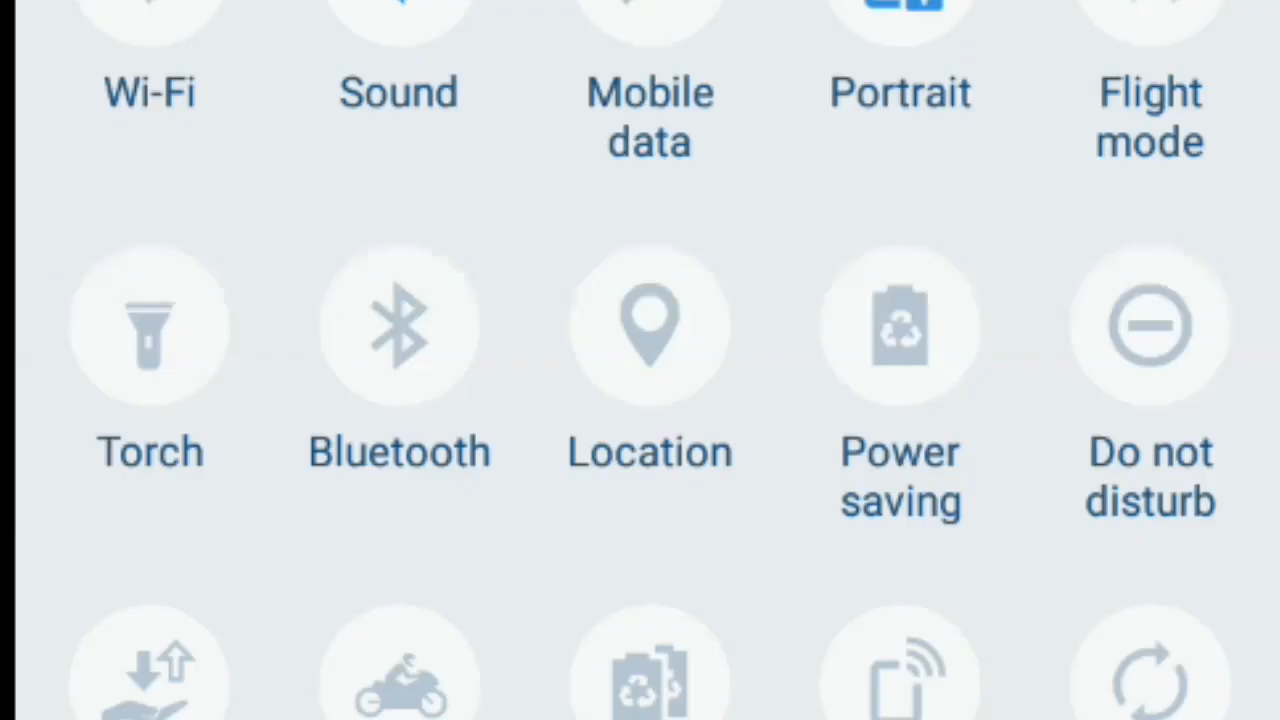 Wi-Fi Sound Mobile data Portrait Flight mode
Torch Bluetooth Location Power saving Do not disturb